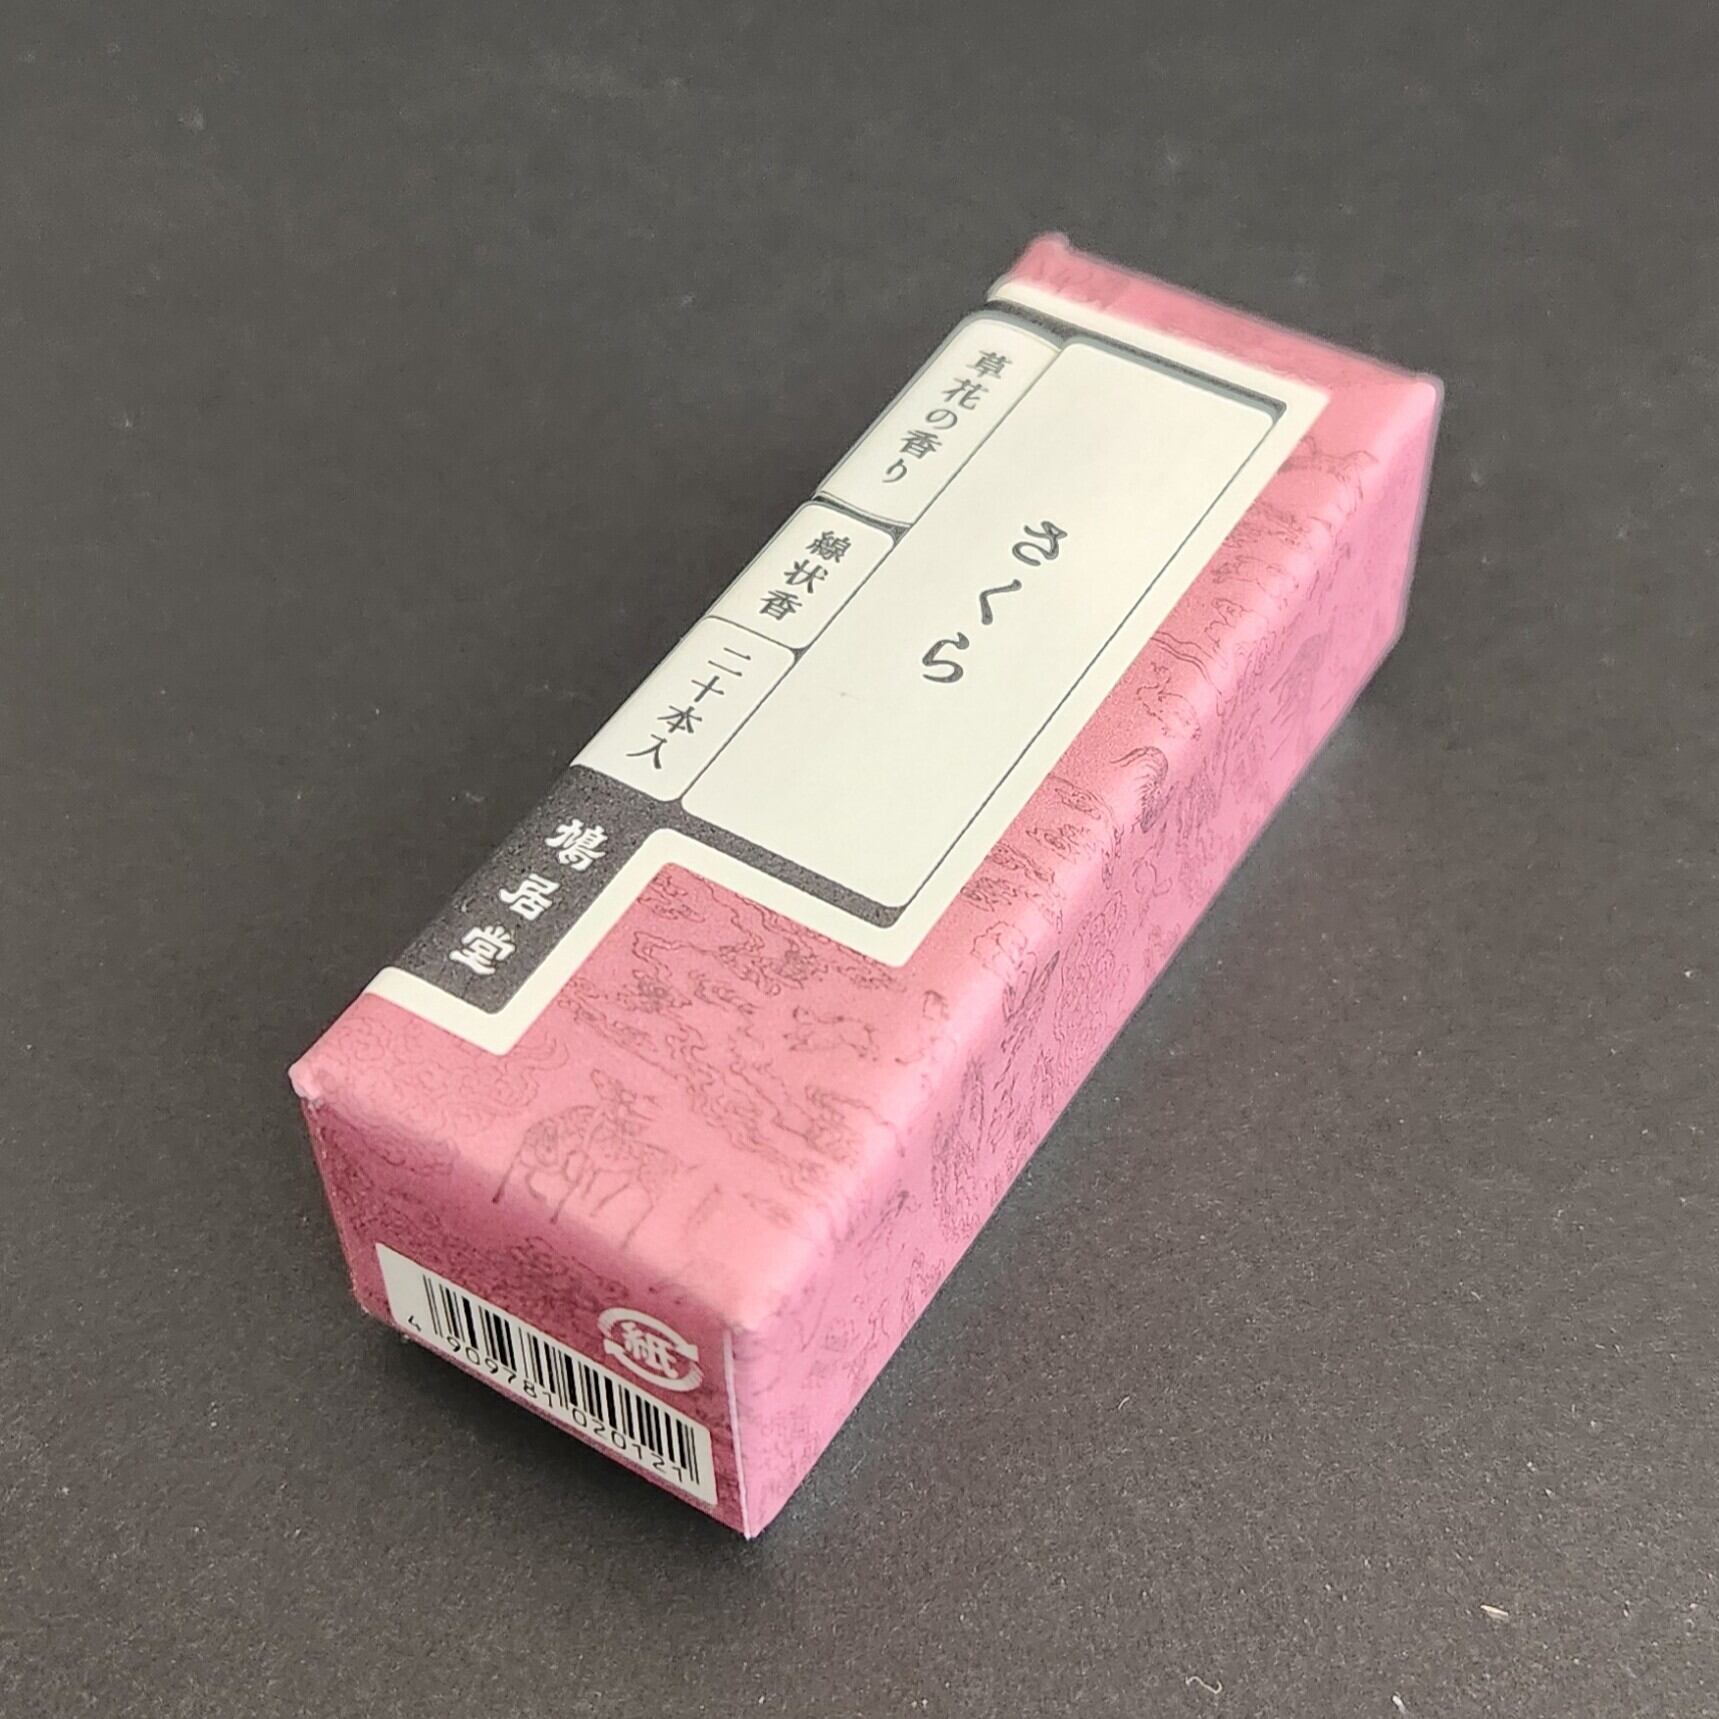 さくら
草花の香り
線状香
二十本入
鳩居堂
紙
4 909781 020121